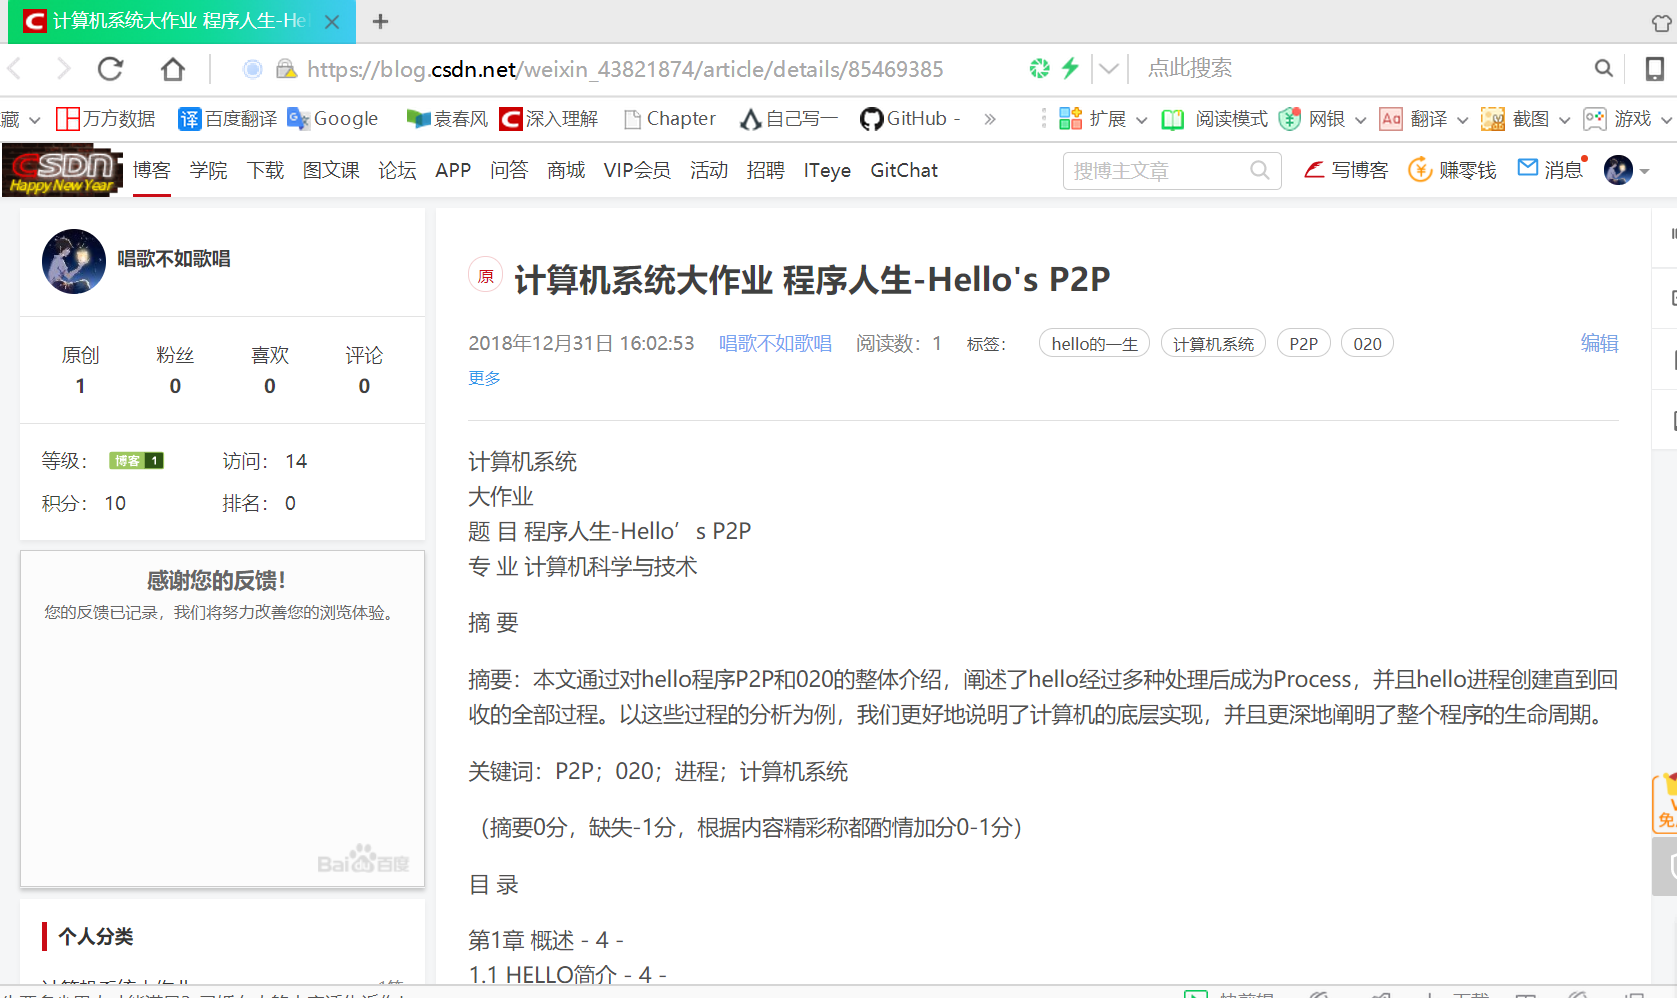 计算机系统大作业 程序人生-He
https://blog.csdn.net/weixin_43821874/article/details/85469385
点此搜索
藏
万方数据
百度翻译
Google
袁春风
深入理解
Chapter
自己写一
GitHub -
»
扩展
阅读模式
网银
翻译
截图
游戏
CSDN
Happy New Year
博客 学院 下载 图文课 论坛 APP 问答 商城 VIP会员 活动 招聘 ITeye GitChat
搜博主文章
写博客
赚零钱
消息
唱歌不如歌唱
原创 粉丝 喜欢 评论
1 0 0 0
等级： 博客 1 访问： 14
积分： 10 排名： 0
感谢您的反馈！
您的反馈已记录，我们将努力改善您的浏览体验。
Baidu百度
个人分类
原 计算机系统大作业 程序人生-Hello's P2P
2018年12月31日 16:02:53 唱歌不如歌唱 阅读数：1 标签： hello的一生 计算机系统 P2P 020 编辑
更多
计算机系统
大作业
题 目 程序人生-Hello’s P2P
专 业 计算机科学与技术
摘 要
摘要：本文通过对hello程序P2P和020的整体介绍，阐述了hello经过多种处理后成为Process，并且hello进程创建直到回
收的全部过程。以这些过程的分析为例，我们更好地说明了计算机的底层实现，并且更深地阐明了整个程序的生命周期。
关键词：P2P；020；进程；计算机系统
（摘要0分，缺失-1分，根据内容精彩称都酌情加分0-1分）
目 录
第1章 概述 - 4 -
1.1 HELLO简介 - 4 -